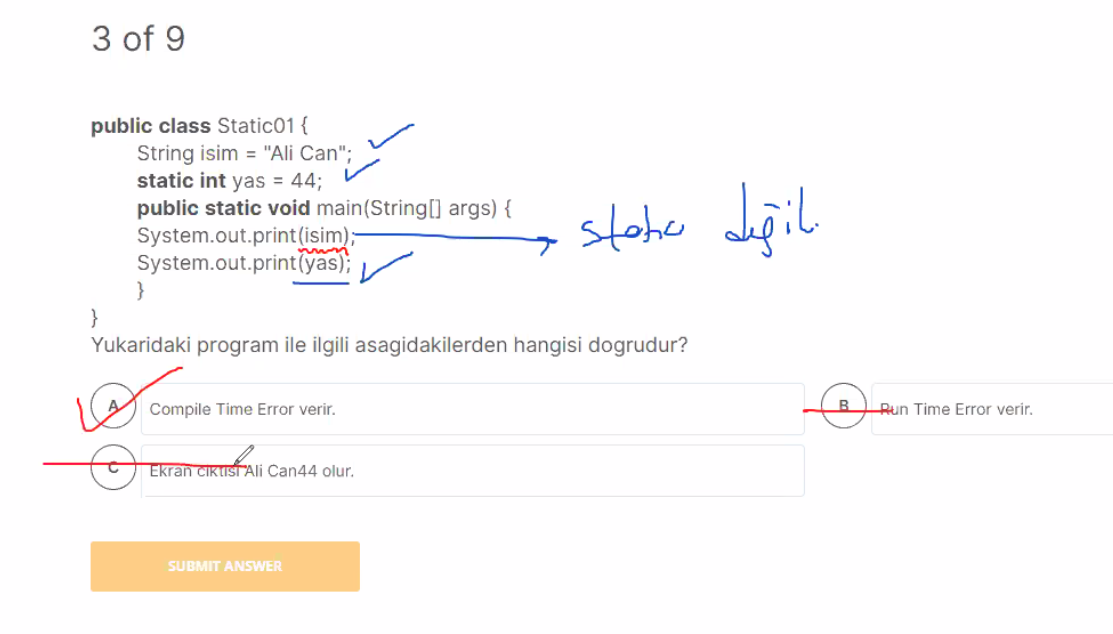 3 of 9
public class Static01 {
String isim = "Ali Can";
static int yas = 44;
public static void main(String[] args) {
System.out.print(isim);
static değil
System.out.print(yas);
}
}
Yukaridaki program ile ilgili asagidakilerden hangisi dogrudur?
A Compile Time Error verir.
B Run Time Error verir.
C Ekran ciktisi Ali Can44 olur.
SUBMIT ANSWER